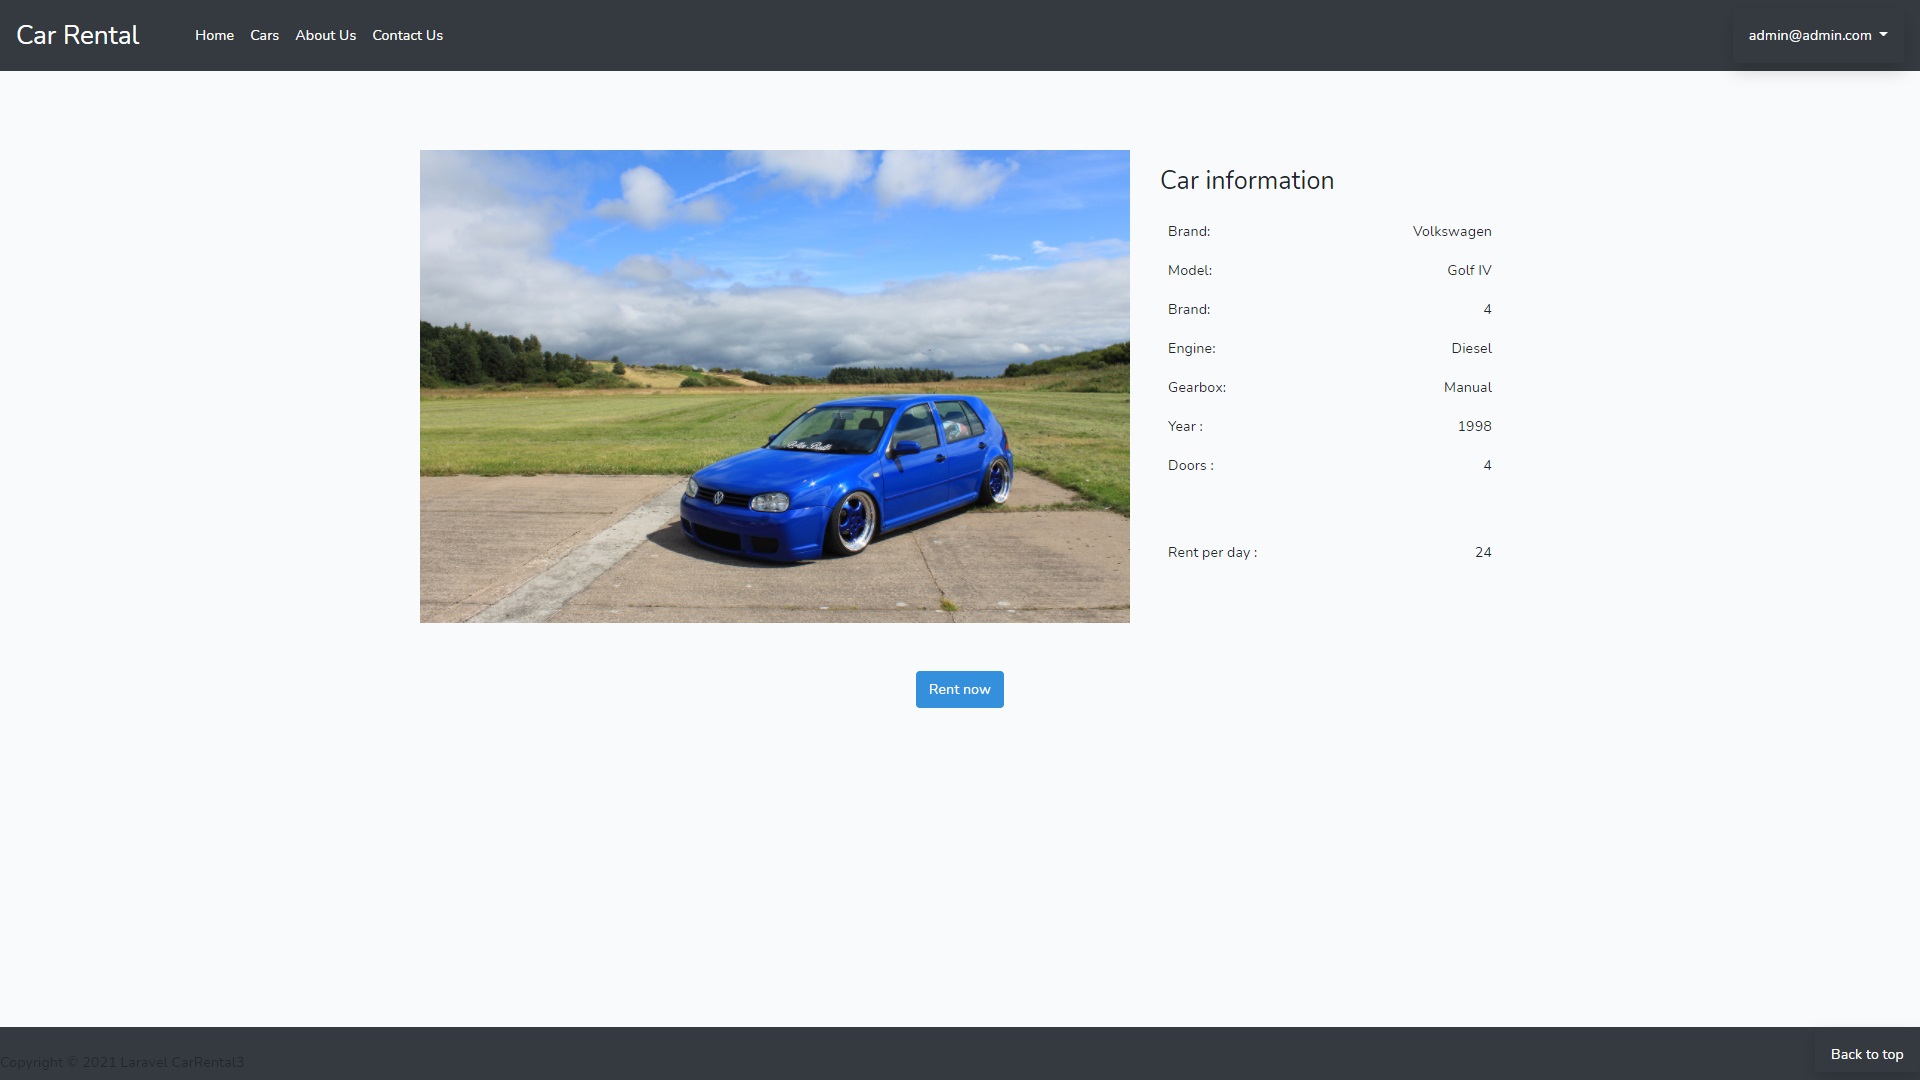 Car Rental Home Cars About Us Contact Us admin@admin.com
Car information
Brand: Volkswagen
Model: Golf IV
Brand: 4
Engine: Diesel
Gearbox: Manual
Year : 1998
Doors : 4
Rent per day : 24
Rent now
Copyright © 2021 Laravel CarRental3
Back to top